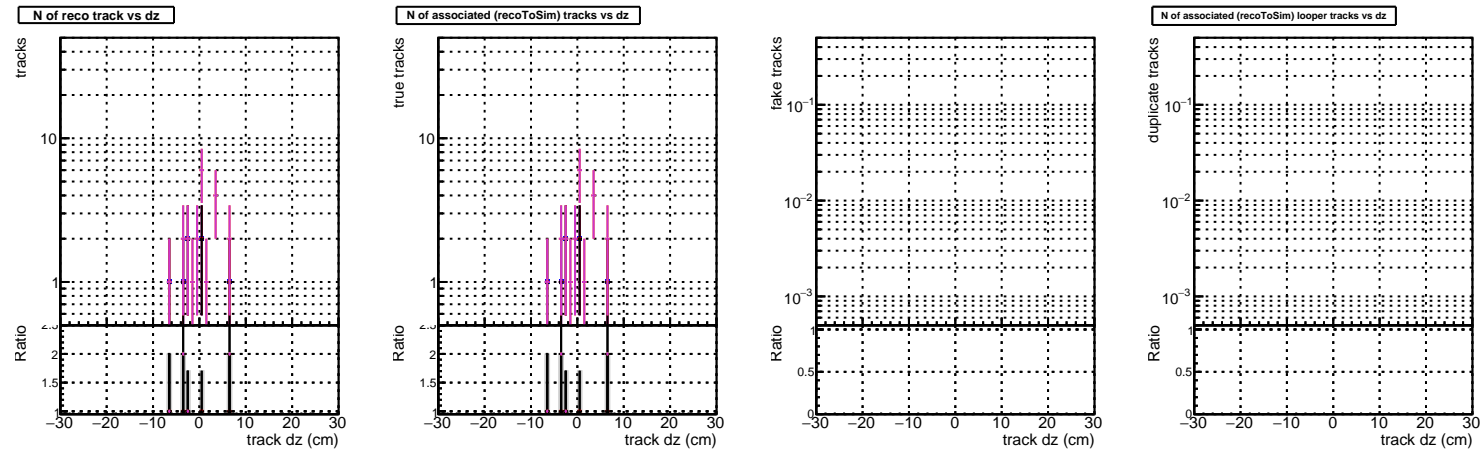 N of reco track vs dz
tracks
10
1
Ratio
2.5
2
1.5
1
−30 −20 −10 0 10 20 30
track dz (cm)
N of associated (recoToSim) tracks vs dz
true tracks
10
1
Ratio
2.5
2
1.5
1
−30 −20 −10 0 10 20 30
track dz (cm)
fake tracks
10−1
10−2
10−3
Ratio
1
0.5
0
−30 −20 −10 0 10 20 30
track dz (cm)
N of associated (recoToSim) looper tracks vs dz
duplicate tracks
10−1
10−2
10−3
Ratio
1
0.5
0
−30 −20 −10 0 10 20 30
track dz (cm)